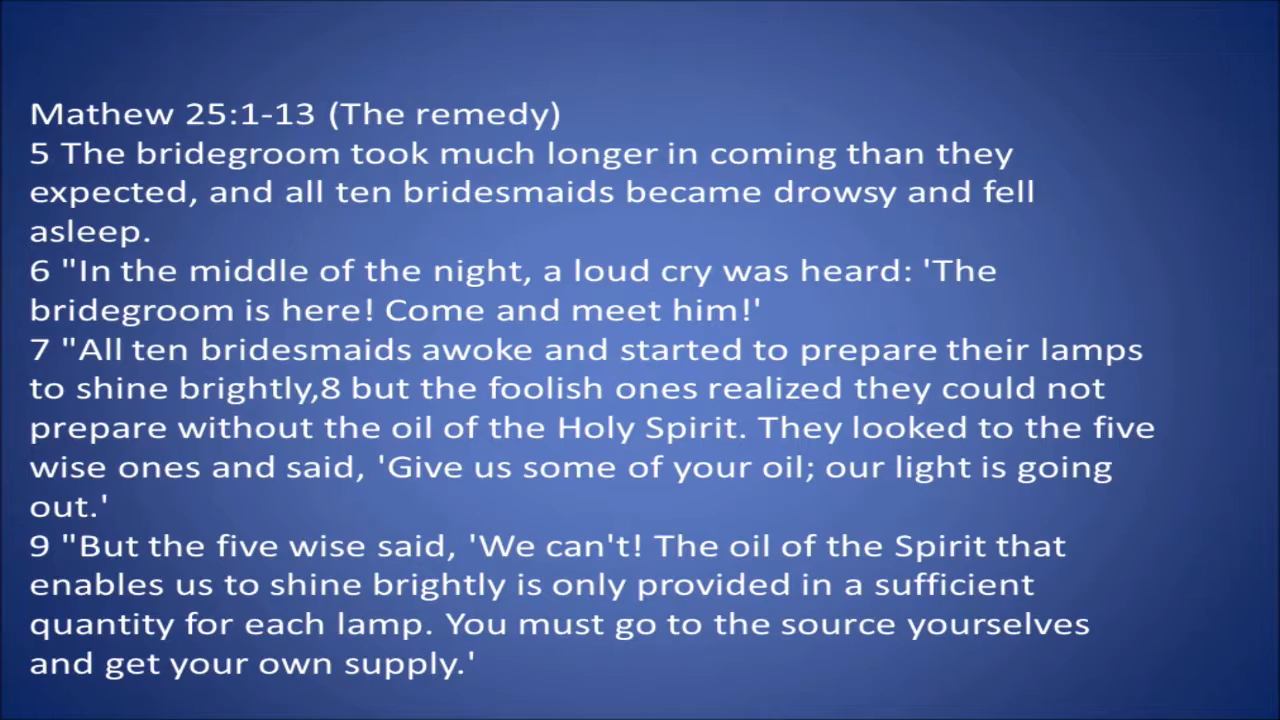 Mathew 25:1-13 (The remedy)
5 The bridegroom took much longer in coming than they
expected, and all ten bridesmaids became drowsy and fell
asleep.
6 "In the middle of the night, a loud cry was heard: 'The
bridegroom is here! Come and meet him!'
7 "All ten bridesmaids awoke and started to prepare their lamps
to shine brightly,8 but the foolish ones realized they could not
prepare without the oil of the Holy Spirit. They looked to the five
wise ones and said, 'Give us some of your oil; our light is going
out.'
9 "But the five wise said, 'We can't! The oil of the Spirit that
enables us to shine brightly is only provided in a sufficient
quantity for each lamp. You must go to the source yourselves
and get your own supply.'